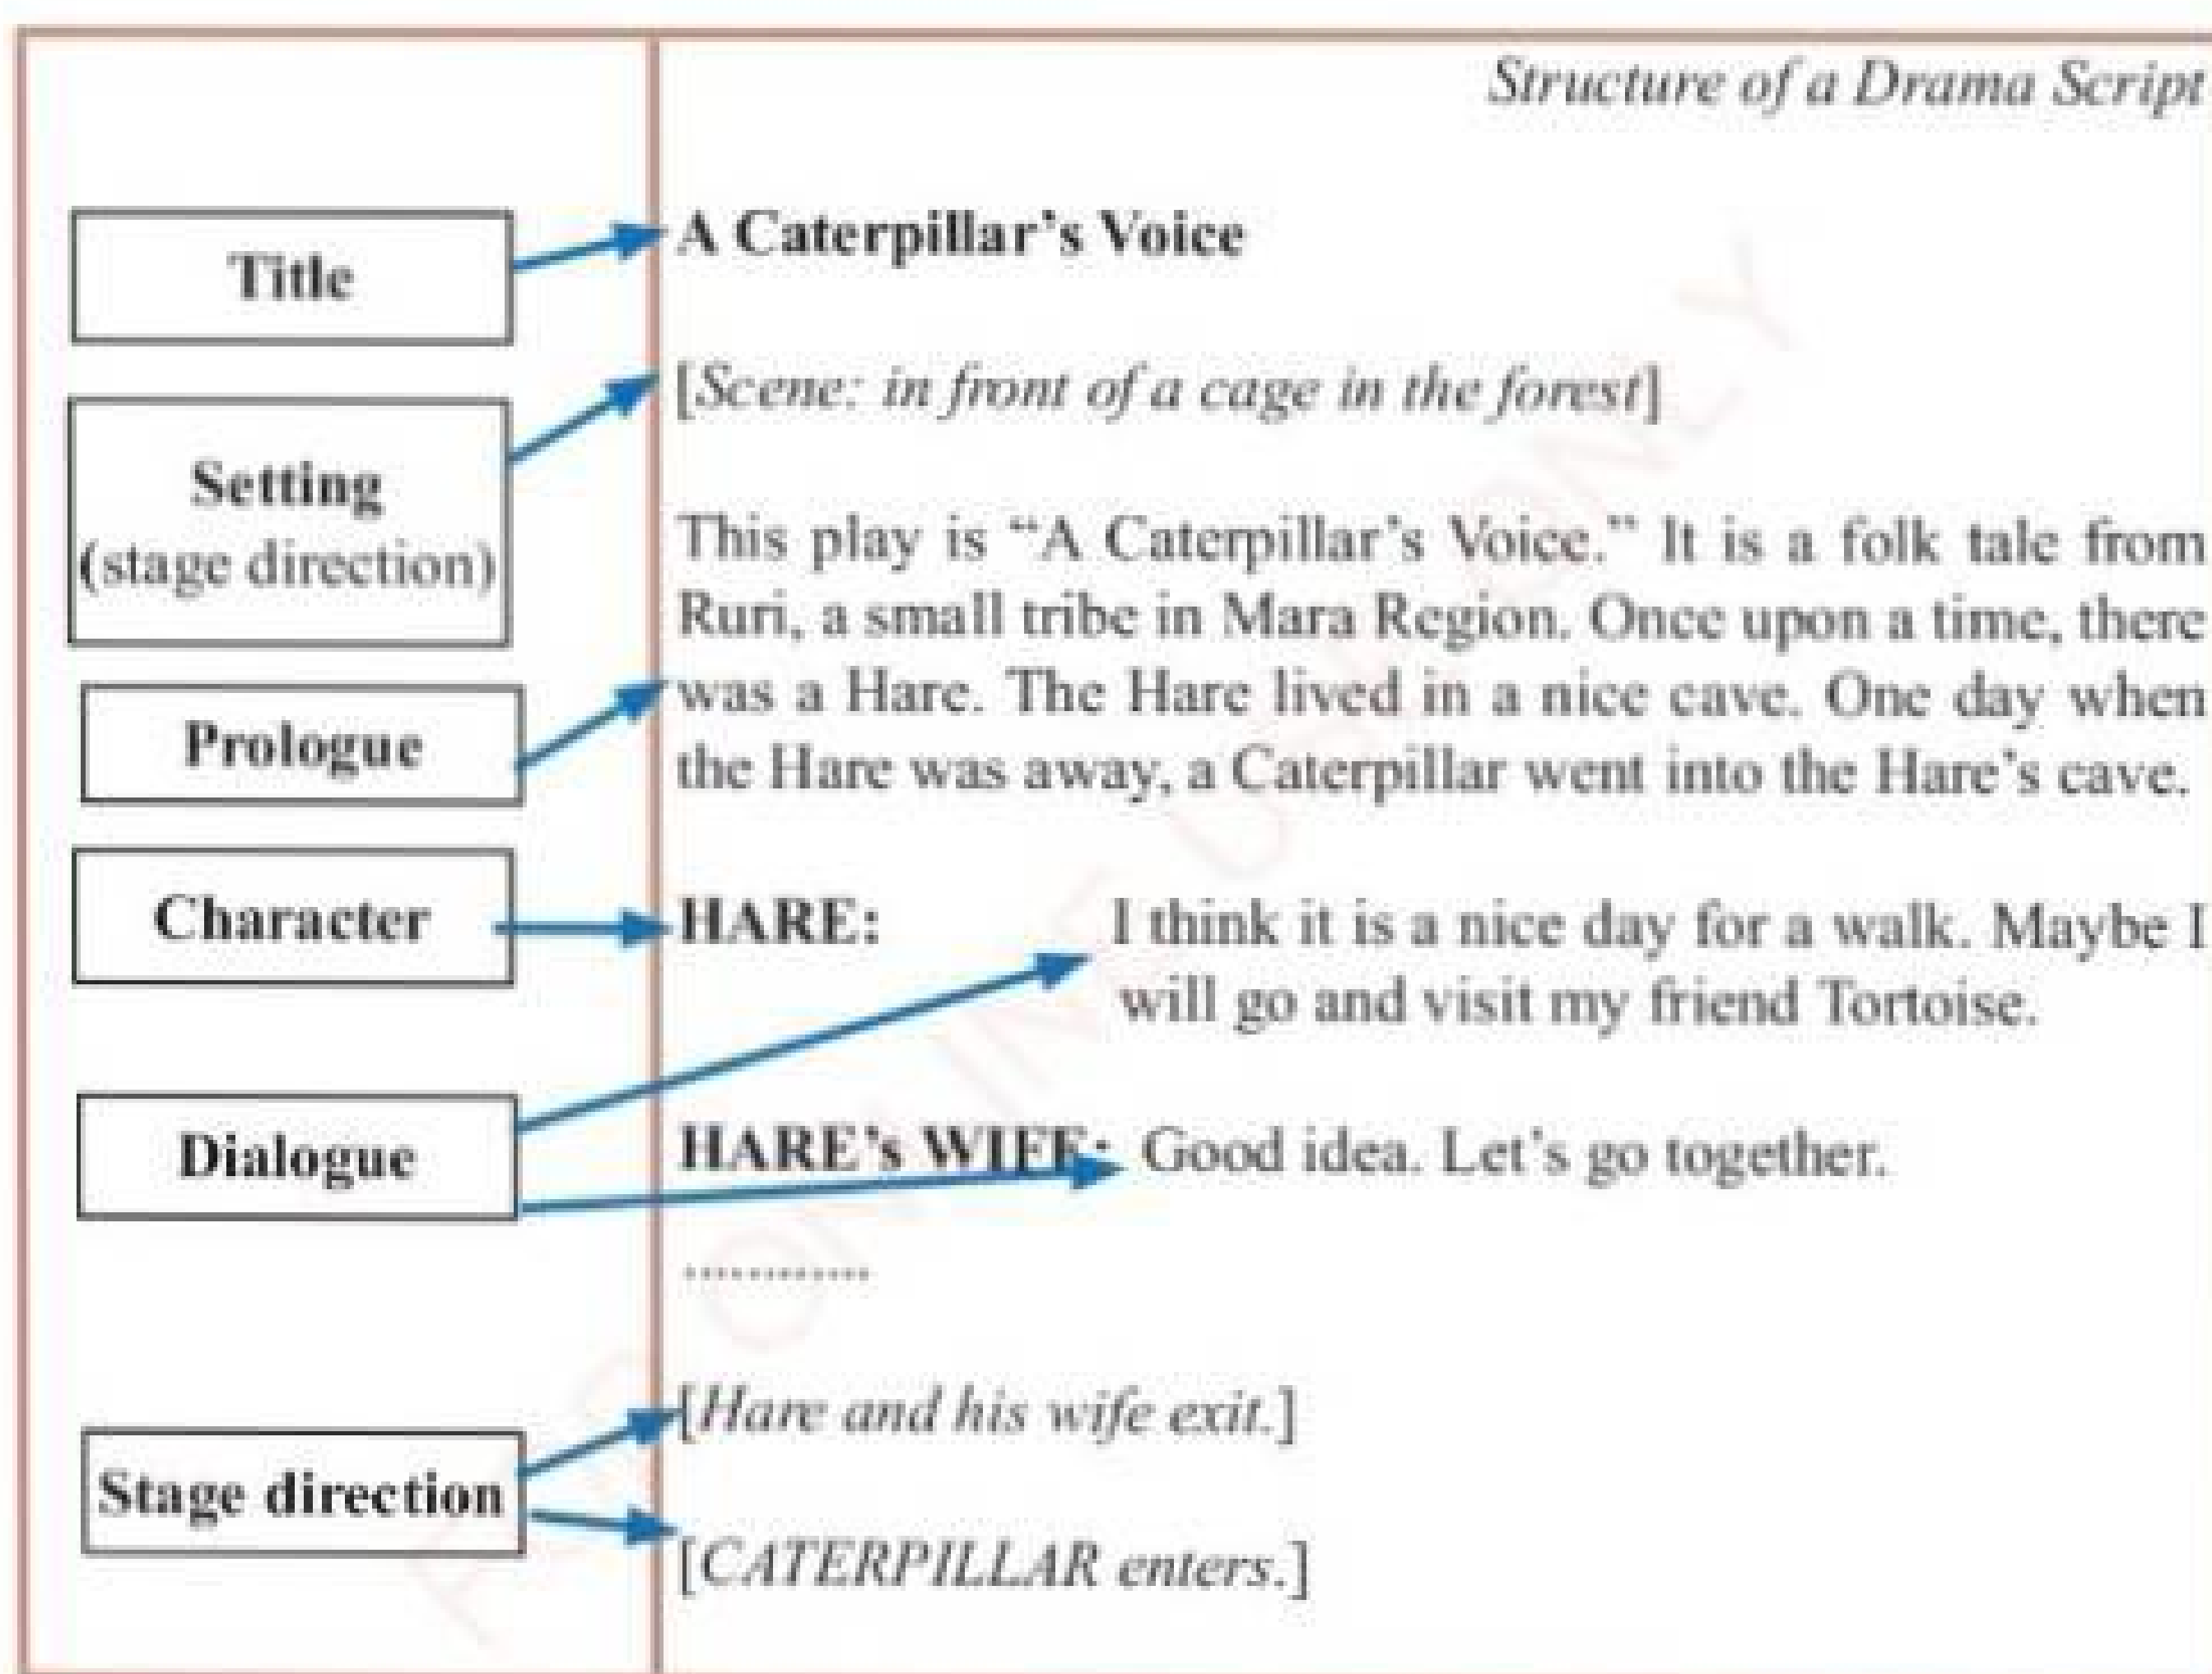 Structure of a Drama Script
Title
A Caterpillar's Voice
Setting
(stage direction)
[Scene: in front of a cage in the forest]
Prologue
This play is "A Caterpillar's Voice." It is a folk tale from
Ruri, a small tribe in Mara Region. Once upon a time, there
was a Hare. The Hare lived in a nice cave. One day when
the Hare was away, a Caterpillar went into the Hare's cave.
Character
HARE: I think it is a nice day for a walk. Maybe I
will go and visit my friend Tortoise.
Dialogue
HARE's WIFE: Good idea. Let's go together.
............
Stage direction
[Hare and his wife exit.]
[CATERPILLAR enters.]